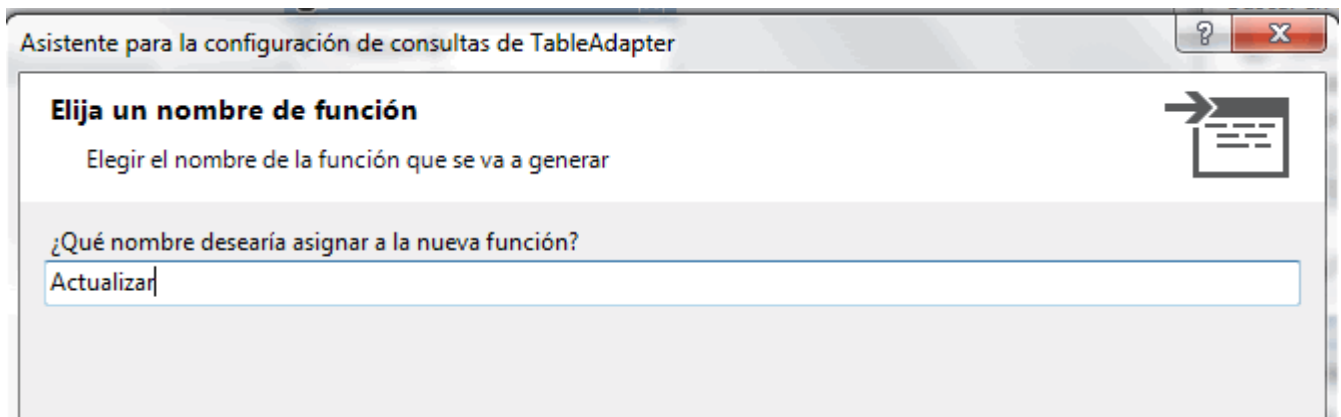 Asistente para la configuración de consultas de TableAdapter
Elija un nombre de función
Elegir el nombre de la función que se va a generar
¿Qué nombre desearía asignar a la nueva función?
Actualizar